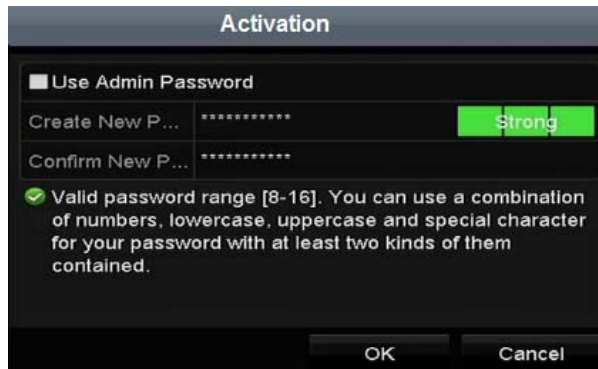 Activation
Use Admin Password
Create New P... *********** Strong
Confirm New P... ***********
Valid password range [8-16]. You can use a combination
of numbers, lowercase, uppercase and special character
for your password with at least two kinds of them
contained.
OK Cancel